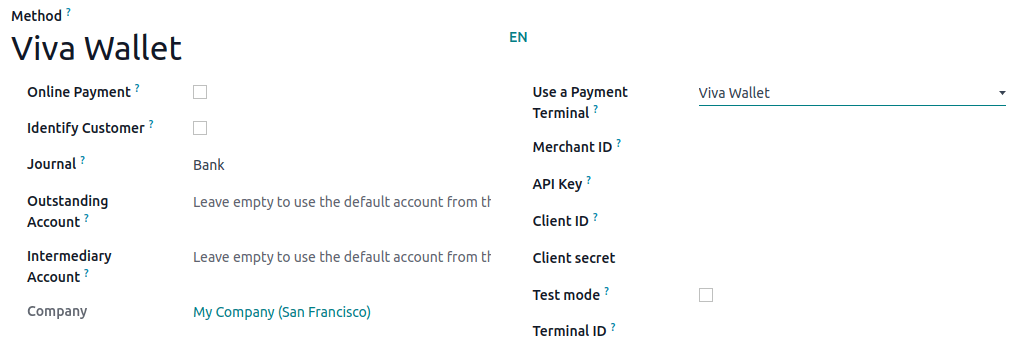 Method ?
Viva Wallet
EN
Online Payment ?
Identify Customer ?
Journal ? Bank
Outstanding Account ? Leave empty to use the default account from th
Intermediary Account ? Leave empty to use the default account from th
Company My Company (San Francisco)
Use a Payment Terminal ? Viva Wallet
Merchant ID ?
API Key ?
Client ID ?
Client secret
Test mode ?
Terminal ID ?